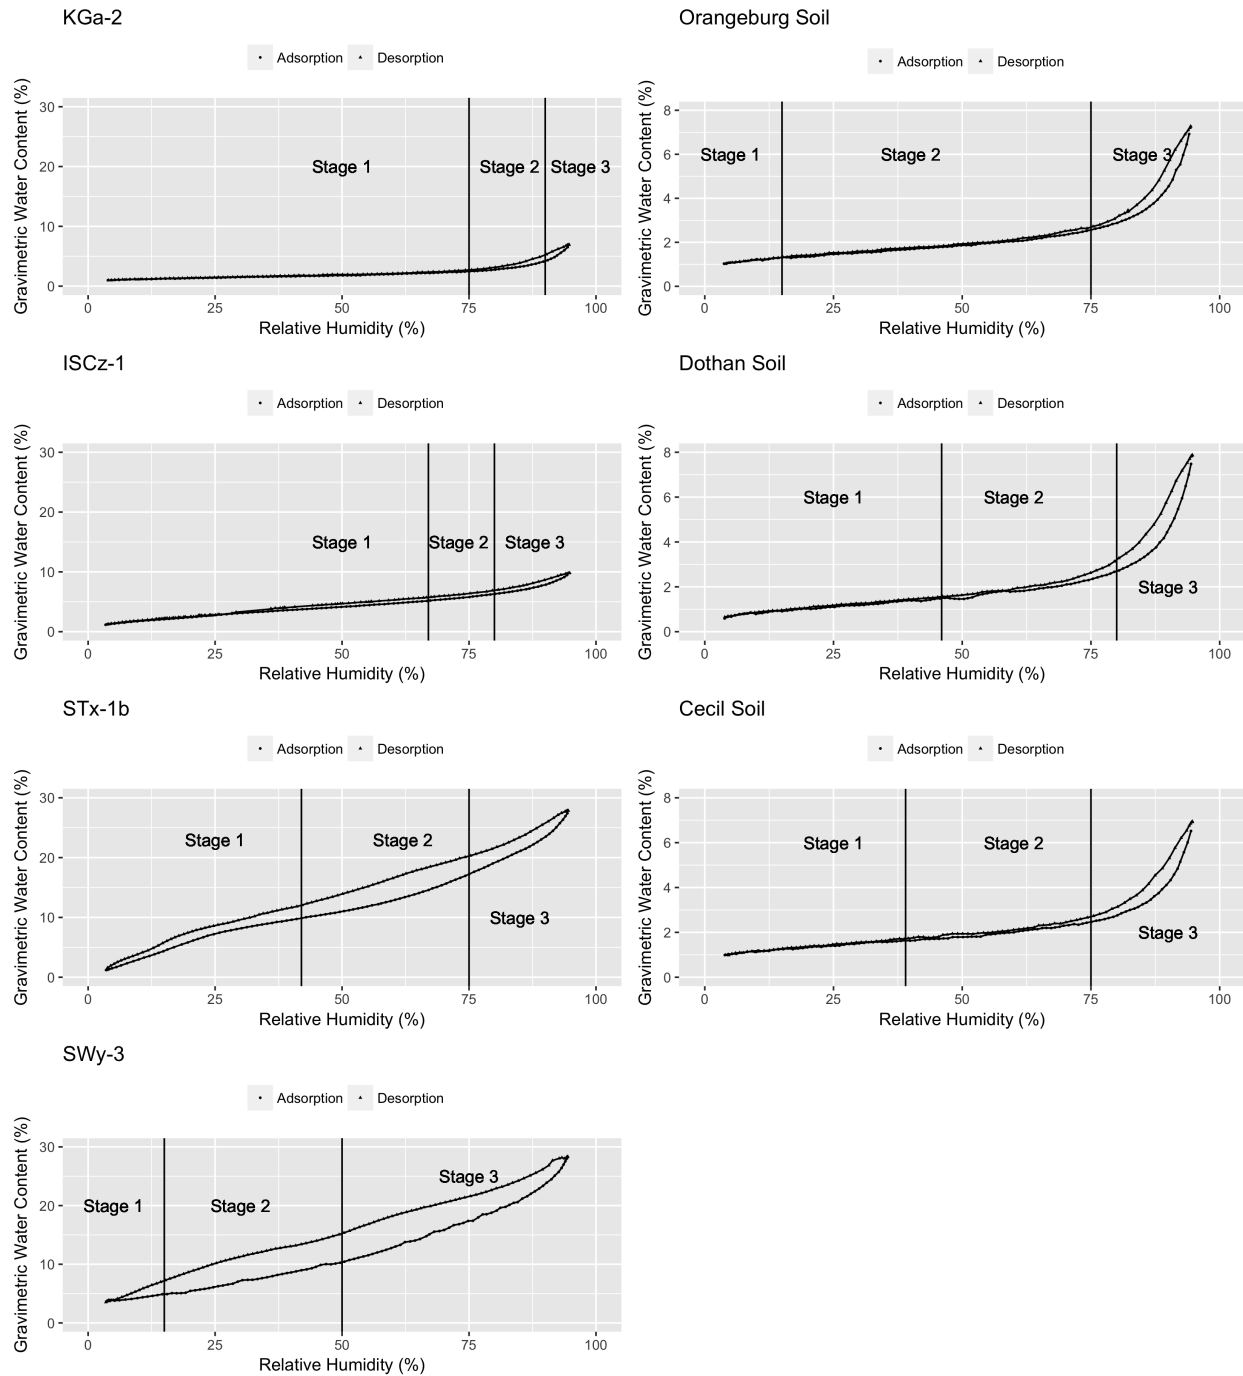 KGa-2
Adsorption Desorption
Gravimetric Water Content (%)
30
20
10
0
Stage 1 Stage 2 Stage 3
0 25 50 75 100
Relative Humidity (%)
Orangeburg Soil
Adsorption Desorption
Gravimetric Water Content (%)
8
6
4
2
0
Stage 1 Stage 2 Stage 3
0 25 50 75 100
Relative Humidity (%)
ISCz-1
Adsorption Desorption
Gravimetric Water Content (%)
30
20
10
0
Stage 1 Stage 2 Stage 3
0 25 50 75 100
Relative Humidity (%)
Dothan Soil
Adsorption Desorption
Gravimetric Water Content (%)
8
6
4
2
0
Stage 1 Stage 2
Stage 3
0 25 50 75 100
Relative Humidity (%)
STx-1b
Adsorption Desorption
Gravimetric Water Content (%)
30
20
10
0
Stage 1 Stage 2
Stage 3
0 25 50 75 100
Relative Humidity (%)
Cecil Soil
Adsorption Desorption
Gravimetric Water Content (%)
8
6
4
2
0
Stage 1 Stage 2
Stage 3
0 25 50 75 100
Relative Humidity (%)
SWy-3
Adsorption Desorption
Gravimetric Water Content (%)
30
20
10
0
Stage 3
Stage 1 Stage 2
0 25 50 75 100
Relative Humidity (%)